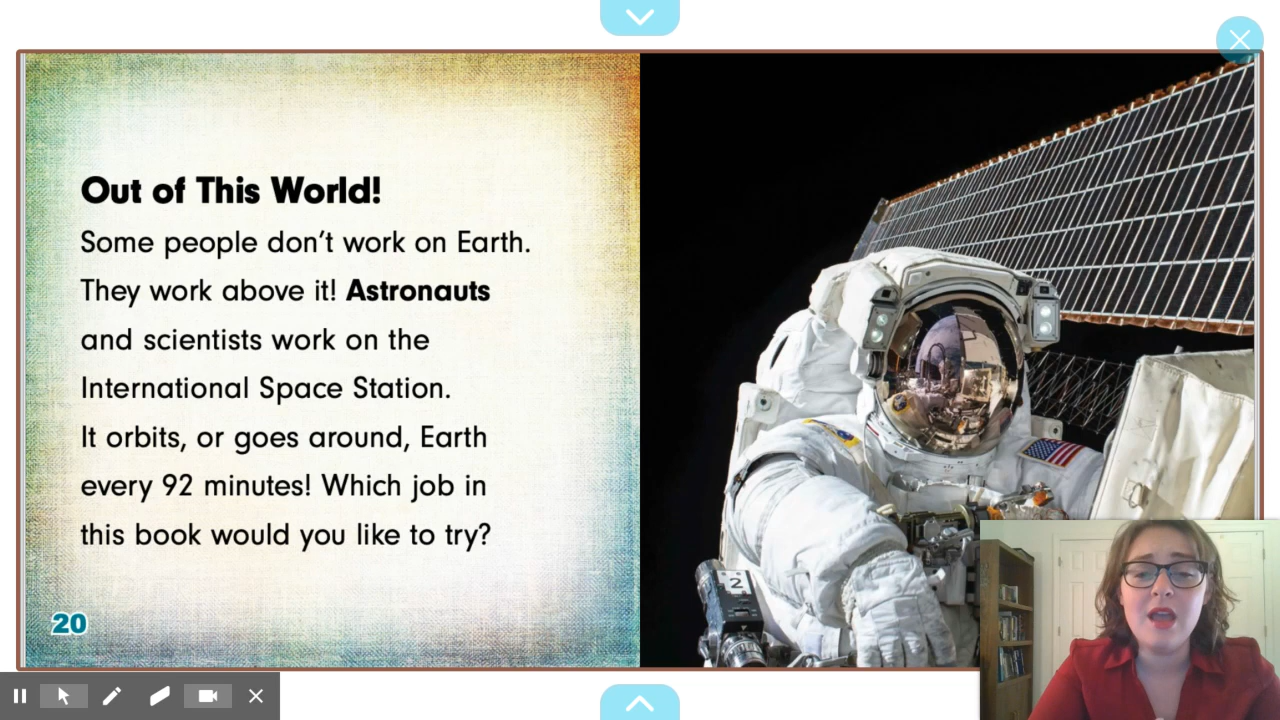 Out of This World!
Some people don't work on Earth.
They work above it! Astronauts
and scientists work on the
International Space Station.
It orbits, or goes around, Earth
every 92 minutes! Which job in
this book would you like to try?
20
2